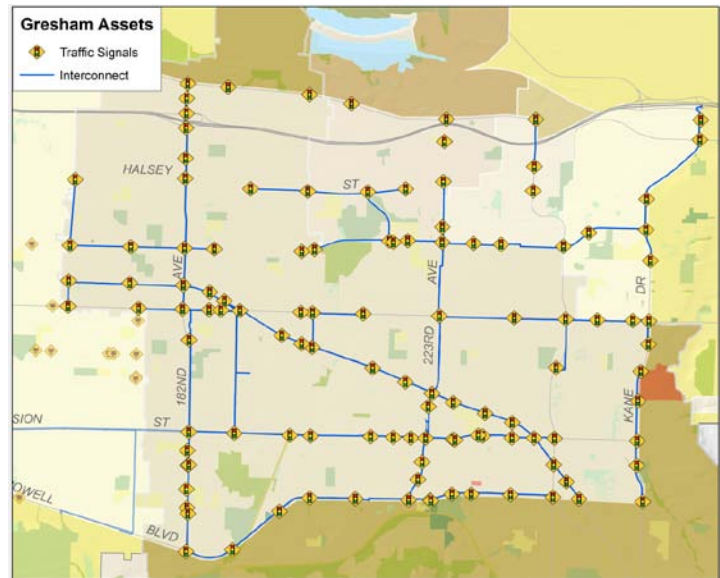 Gresham Assets
Traffic Signals
Interconnect
HALSEY
ST
AVE
AVE
DR
223RD
182ND
KANE
SION
ST
OWELL
BLVD